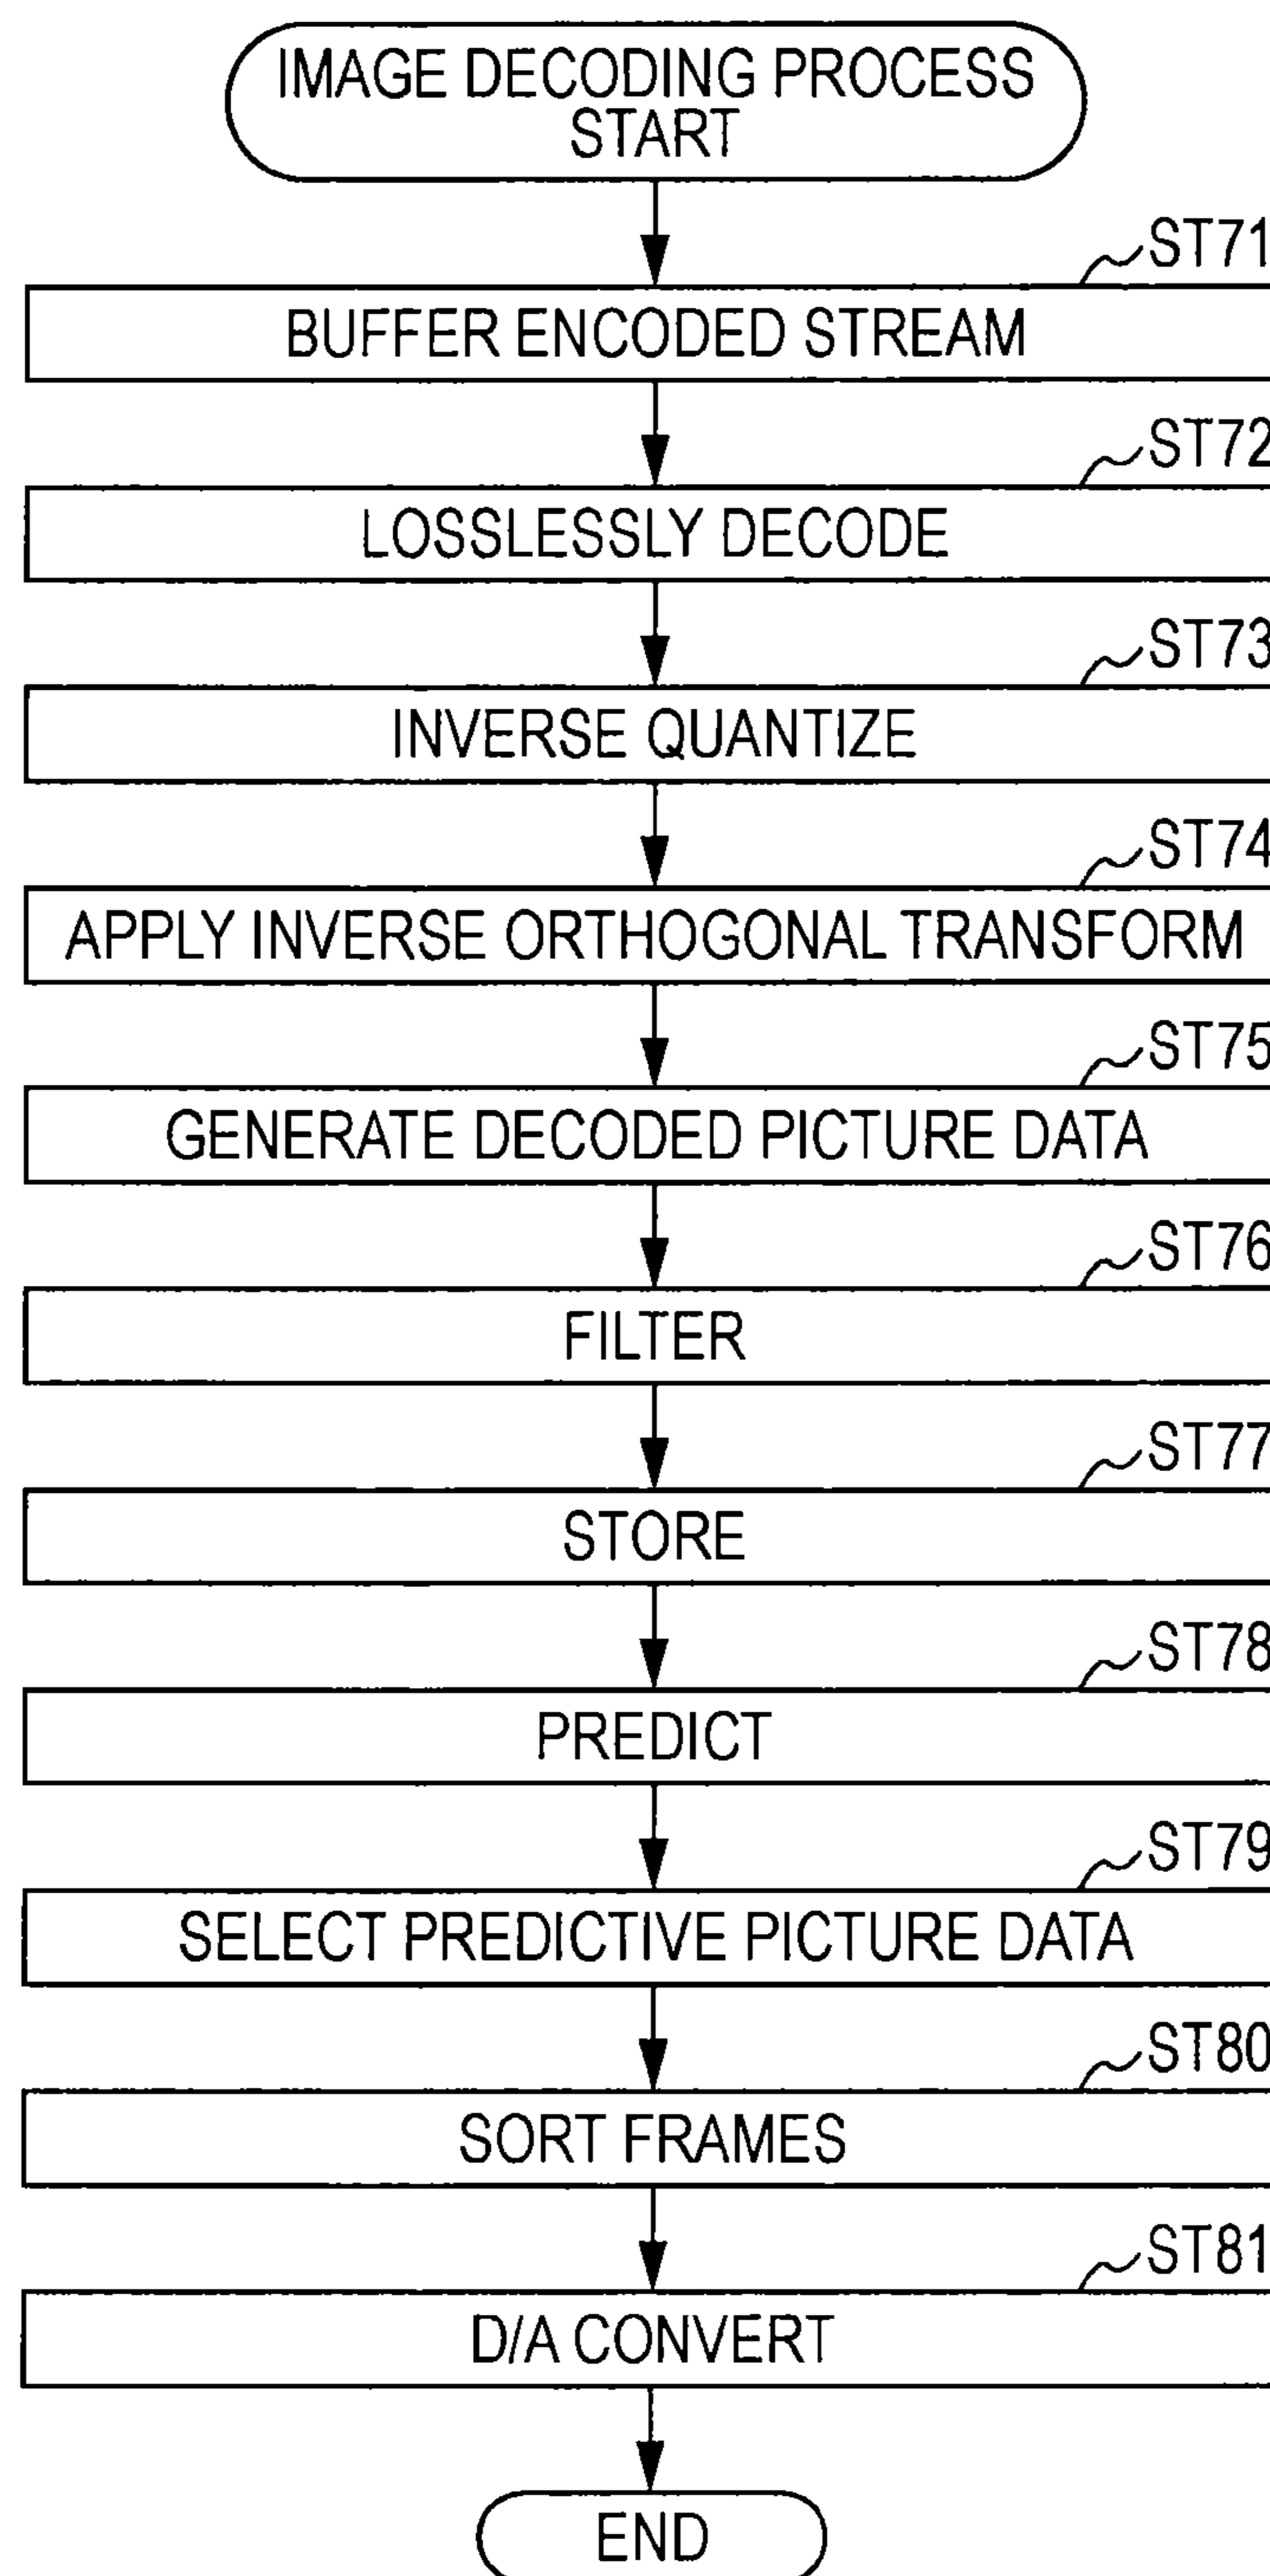 IMAGE DECODING PROCESS
START
ST71
BUFFER ENCODED STREAM
ST72
LOSSLESSLY DECODE
ST73
INVERSE QUANTIZE
ST74
APPLY INVERSE ORTHOGONAL TRANSFORM
ST75
GENERATE DECODED PICTURE DATA
ST76
FILTER
ST77
STORE
ST78
PREDICT
ST79
SELECT PREDICTIVE PICTURE DATA
ST80
SORT FRAMES
ST81
D/A CONVERT
END